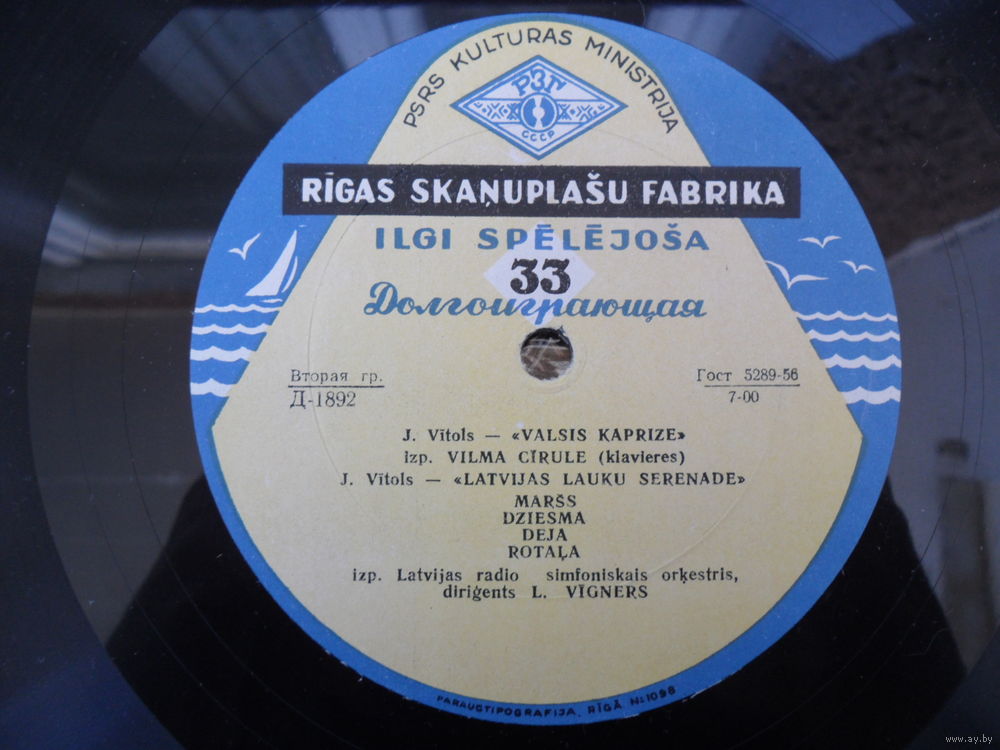 PSRS KULTURAS MINISTRIJA
РЗГ
СССР
RĪGAS SKAŅUPLAŠU FABRIKA
ILGI SPĒLĒJOŠA
33
Долгоиграющая
Вторая гр.
Д-1892
Гост 5289-56
7-00
J. Vītols — «VALSIS KAPRIZE»
izp. VILMA CĪRULE (klavieres)
J. Vītols — «LATVIJAS LAUKU SERENADE»
MARŠS
DZIESMA
DEJA
ROTAĻA
izp. Latvijas radio simfoniskais orķestris,
diriģents L. VĪGNERS
PARAUGTIPOGRAFIJA, RĪGĀ № 1098
www.ay.by